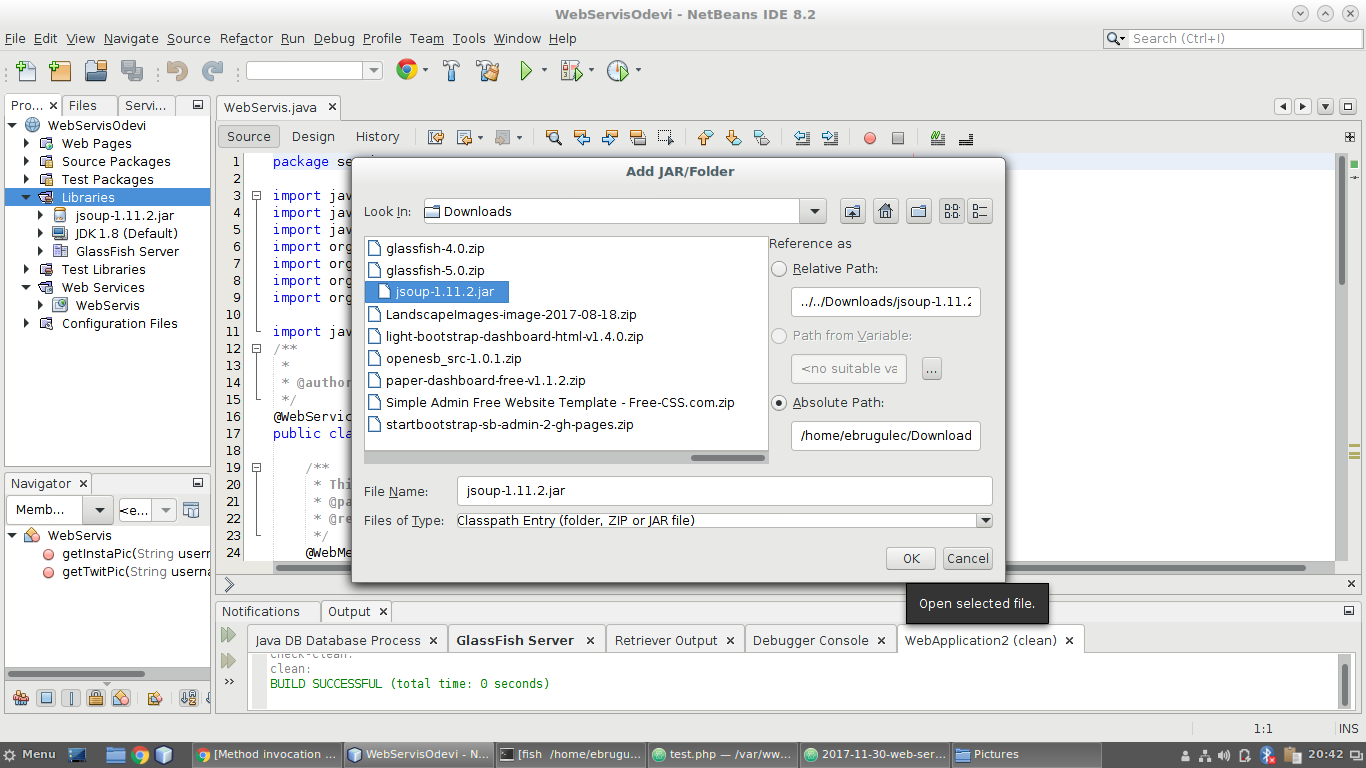 WebServisOdevi - NetBeans IDE 8.2
File Edit View Navigate Source Refactor Run Debug Profile Team Tools Window Help
Search (Ctrl+I)
Pro... Files Servi...
WebServisOdevi
Web Pages
Source Packages
Test Packages
Libraries
jsoup-1.11.2.jar
JDK 1.8 (Default)
GlassFish Server
Test Libraries
Web Services
WebServis
Configuration Files
Navigator
Memb... <e...
WebServis
getInstaPic(String usern
getTwitPic(String userna
WebServis.java
Source Design History
1 package se
2
3 import jav
4 import jav
5 import jav
6 import org
7 import org
8 import org
9 import org
10
11 import jav
12 /**
13 *
14 * @author
15 */
16 @WebServic
17 public cla
18
19 /**
20 * Thi
21 * @pa
22 * @re
23 */
24 @WebMe
Add JAR/Folder
Look In: Downloads
glassfish-4.0.zip
glassfish-5.0.zip
jsoup-1.11.2.jar
LandscapeImages-image-2017-08-18.zip
light-bootstrap-dashboard-html-v1.4.0.zip
openesb_src-1.0.1.zip
paper-dashboard-free-v1.1.2.zip
Simple Admin Free Website Template - Free-CSS.com.zip
startbootstrap-sb-admin-2-gh-pages.zip
Reference as
Relative Path:
../../Downloads/jsoup-1.11.2
Path from Variable:
<no suitable va ...
Absolute Path:
/home/ebrugulec/Download
File Name: jsoup-1.11.2.jar
Files of Type: Classpath Entry (folder, ZIP or JAR file)
OK Cancel
Open selected file.
Notifications Output
Java DB Database Process GlassFish Server Retriever Output Debugger Console WebApplication2 (clean)
check-clean:
clean:
BUILD SUCCESSFUL (total time: 0 seconds)
1:1 INS
Menu [Method invocation ... WebServisOdevi - N... [fish /home/ebrugu... test.php — /var/ww... 2017-11-30-web-ser... Pictures 20:42